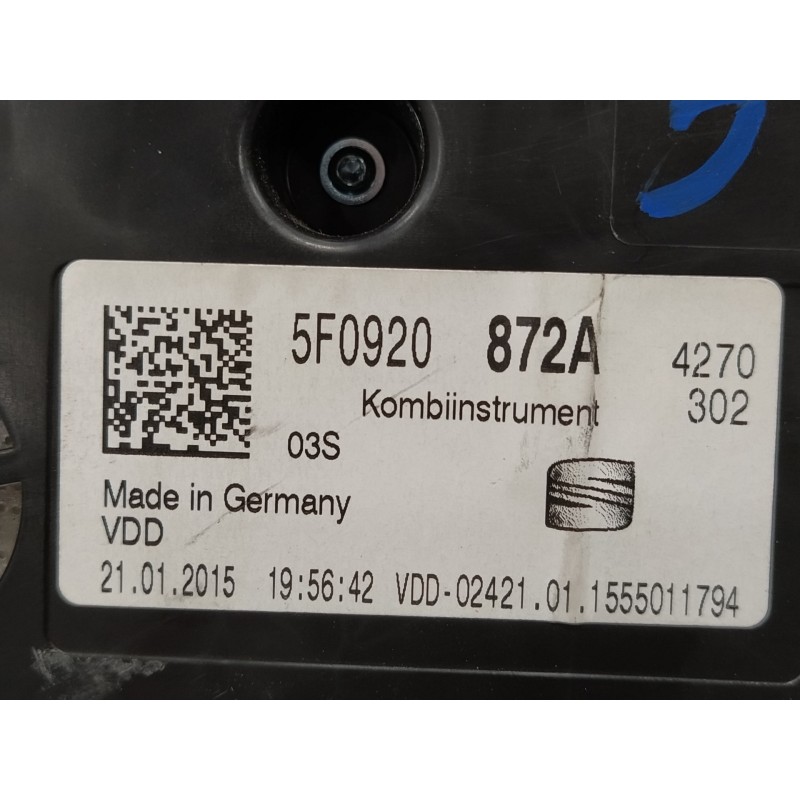 5F0920 872A 4270
Kombiinstrument 302
03S
Made in Germany
VDD
21.01.2015 19:56:42 VDD-02421.01.1555011794